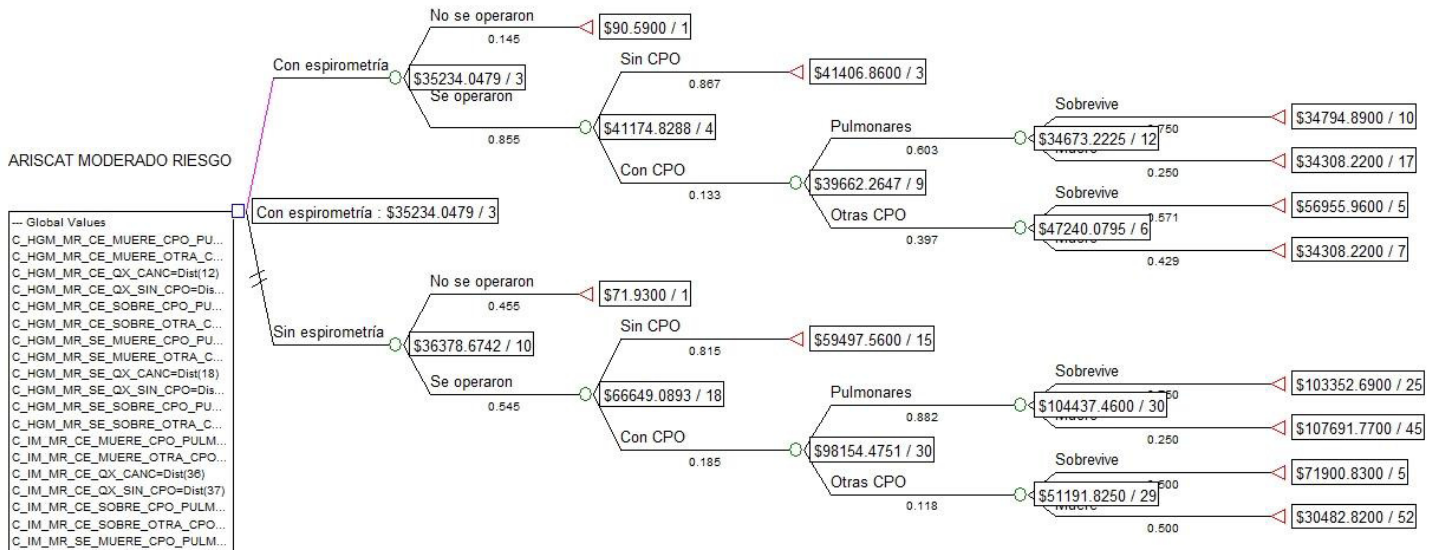 ARISCAT MODERADO RIESGO
Con espirometría : $35234.0479 / 3
--- Global Values
C_HGM_MR_CE_MUERE_CPO_PU...
C_HGM_MR_CE_MUERE_OTRA_C...
C_HGM_MR_CE_QX_CANC=Dist(12)
C_HGM_MR_CE_QX_SIN_CPO=Dis...
C_HGM_MR_CE_SOBRE_CPO_PU...
C_HGM_MR_CE_SOBRE_OTRA_C...
C_HGM_MR_SE_MUERE_CPO_PU...
C_HGM_MR_SE_MUERE_OTRA_C...
C_HGM_MR_SE_QX_CANC=Dist(18)
C_HGM_MR_SE_QX_SIN_CPO=Dis...
C_HGM_MR_SE_SOBRE_CPO_PU...
C_HGM_MR_SE_SOBRE_OTRA_C...
C_IM_MR_CE_MUERE_CPO_PULM...
C_IM_MR_CE_MUERE_OTRA_CPO...
C_IM_MR_CE_QX_CANC=Dist(36)
C_IM_MR_CE_QX_SIN_CPO=Dist(37)
C_IM_MR_CE_SOBRE_CPO_PULM...
C_IM_MR_CE_SOBRE_OTRA_CPO...
C_IM_MR_SE_MUERE_CPO_PULM...
Con espirometría
$35234.0479 / 3
No se operaron
0.145
$90.5900 / 1
Se operaron
0.855
$41174.8288 / 4
Sin CPO
0.867
$41406.8600 / 3
Con CPO
0.133
$39662.2647 / 9
Pulmonares
0.603
$34673.2225 / 12
Sobrevive
$34794.8900 / 10
0.250
$34308.2200 / 17
Otras CPO
0.397
$47240.0795 / 6
Sobrevive
$56955.9600 / 5
0.429
$34308.2200 / 7
Sin espirometría
$36378.6742 / 10
No se operaron
0.455
$71.9300 / 1
Se operaron
0.545
$66649.0893 / 18
Sin CPO
0.815
$59497.5600 / 15
Con CPO
0.185
$98154.4751 / 30
Pulmonares
0.882
$104437.4600 / 30
Sobrevive
$103352.6900 / 25
0.250
$107691.7700 / 45
Otras CPO
0.118
$51191.8250 / 29
Sobrevive
$71900.8300 / 5
0.500
$30482.8200 / 52